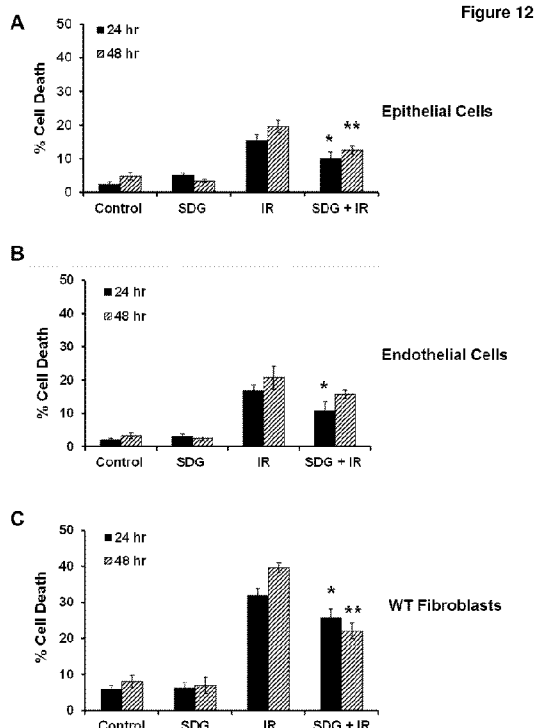 Figure 12
A
50
40
30
20
10
0
% Cell Death
24 hr
48 hr
* **
Control SDG IR SDG + IR
Epithelial Cells
B
50
40
30
20
10
0
% Cell Death
24 hr
48 hr
*
Control SDG IR SDG + IR
Endothelial Cells
C
50
40
30
20
10
0
% Cell Death
24 hr
48 hr
* **
Control SDG IR SDG + IR
WT Fibroblasts